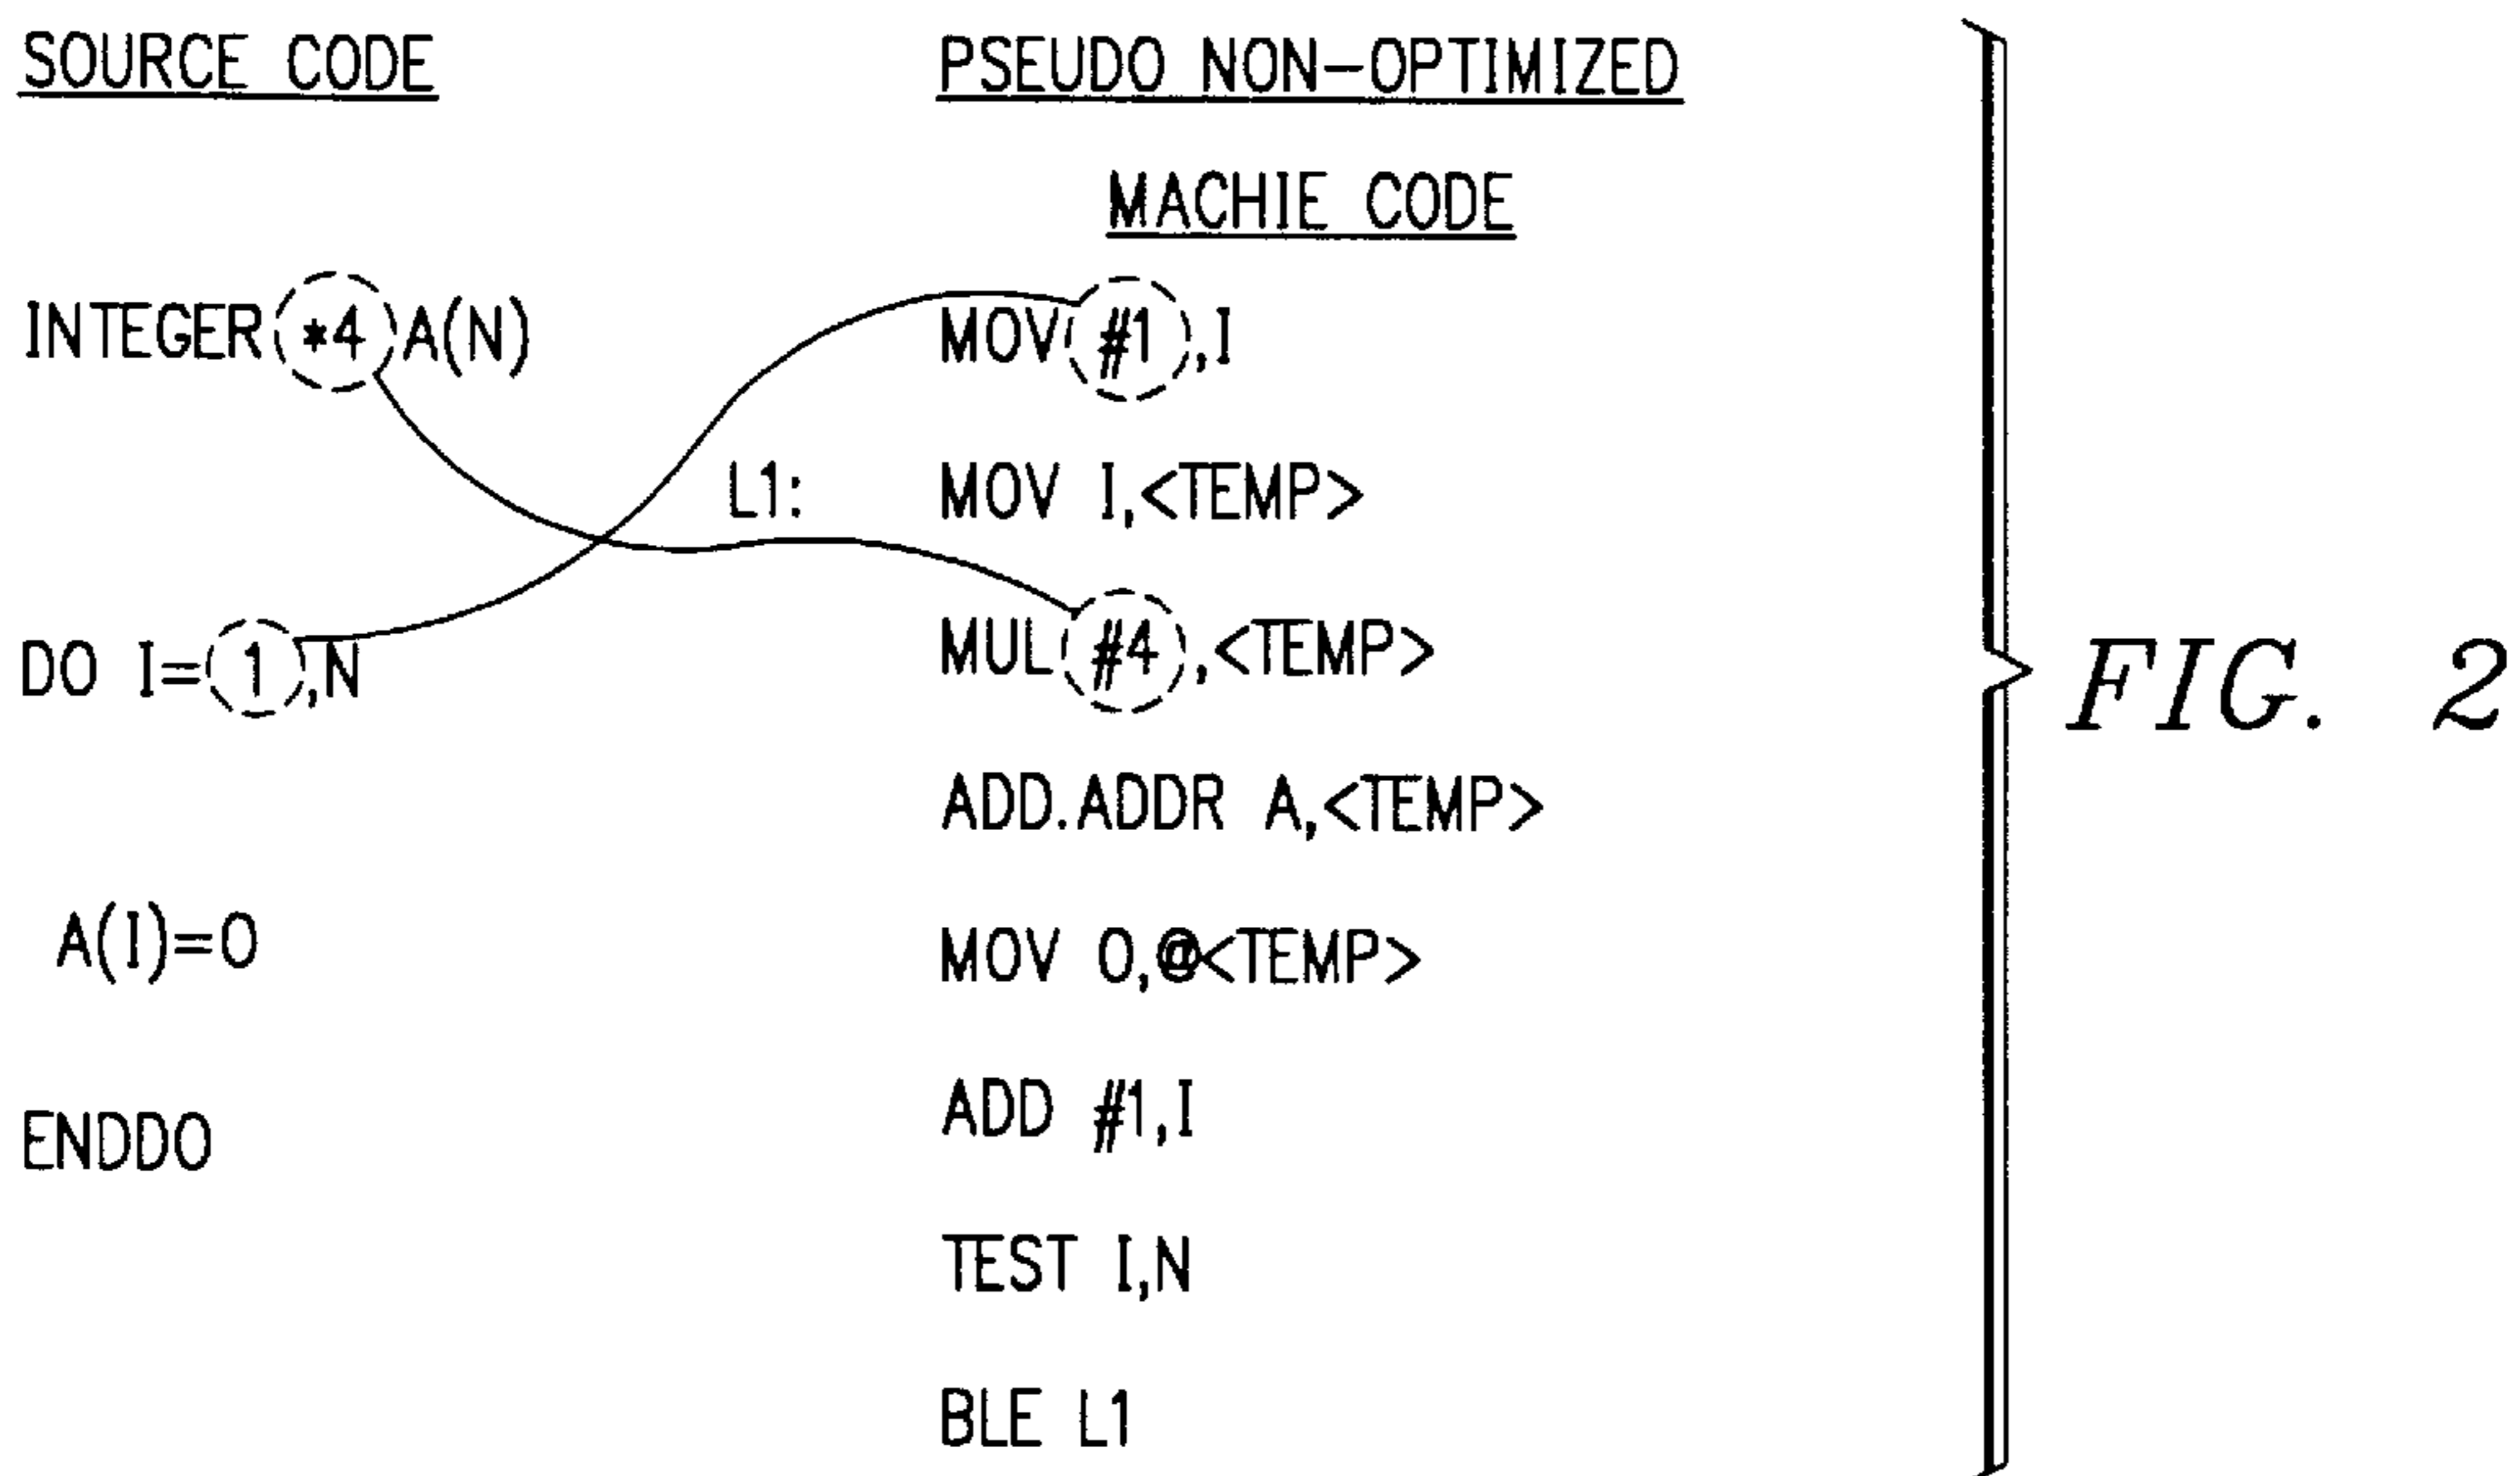 SOURCE CODE
INTEGER *4 A(N)
DO I=1,N
A(I)=0
ENDDO
PSEUDO NON-OPTIMIZED
MACHIE CODE
MOV #1,I
L1: MOV I,<TEMP>
MUL #4,<TEMP>
ADD.ADDR A,<TEMP>
MOV 0,@<TEMP>
ADD #1,I
TEST I,N
BLE L1
FIG. 2